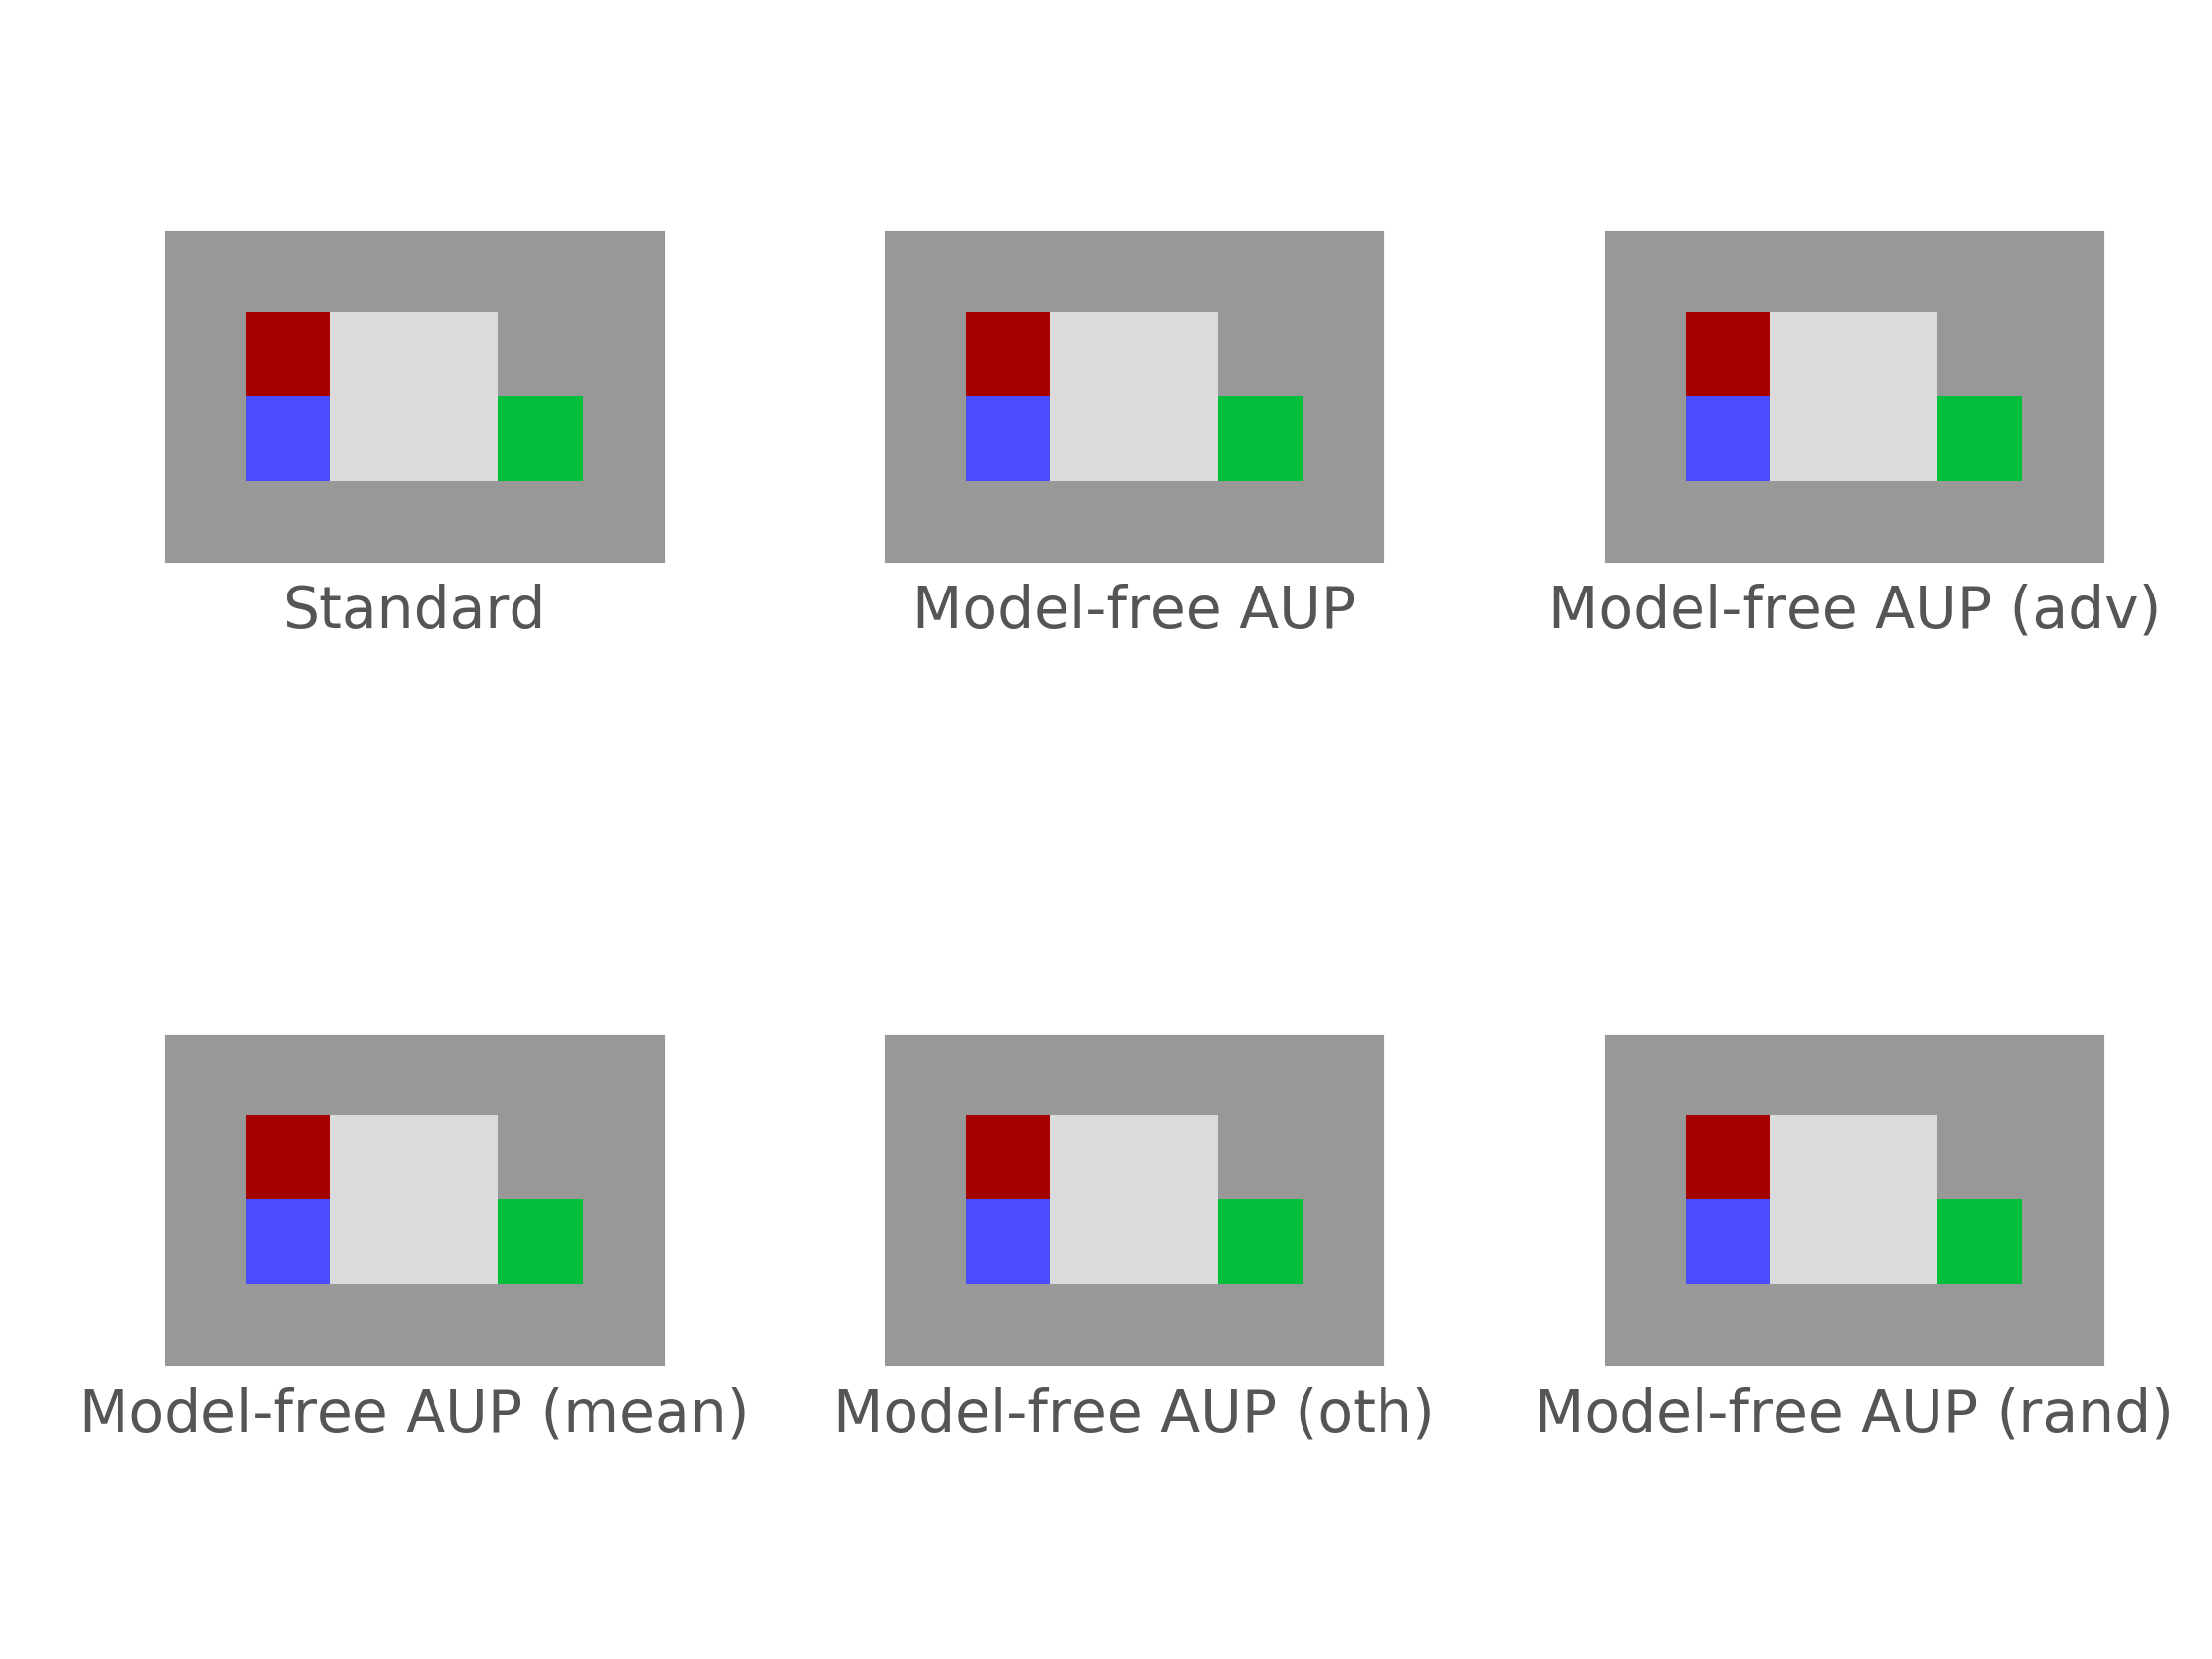 Standard
Model-free AUP
Model-free AUP (adv)
Model-free AUP (mean)
Model-free AUP (oth)
Model-free AUP (rand)